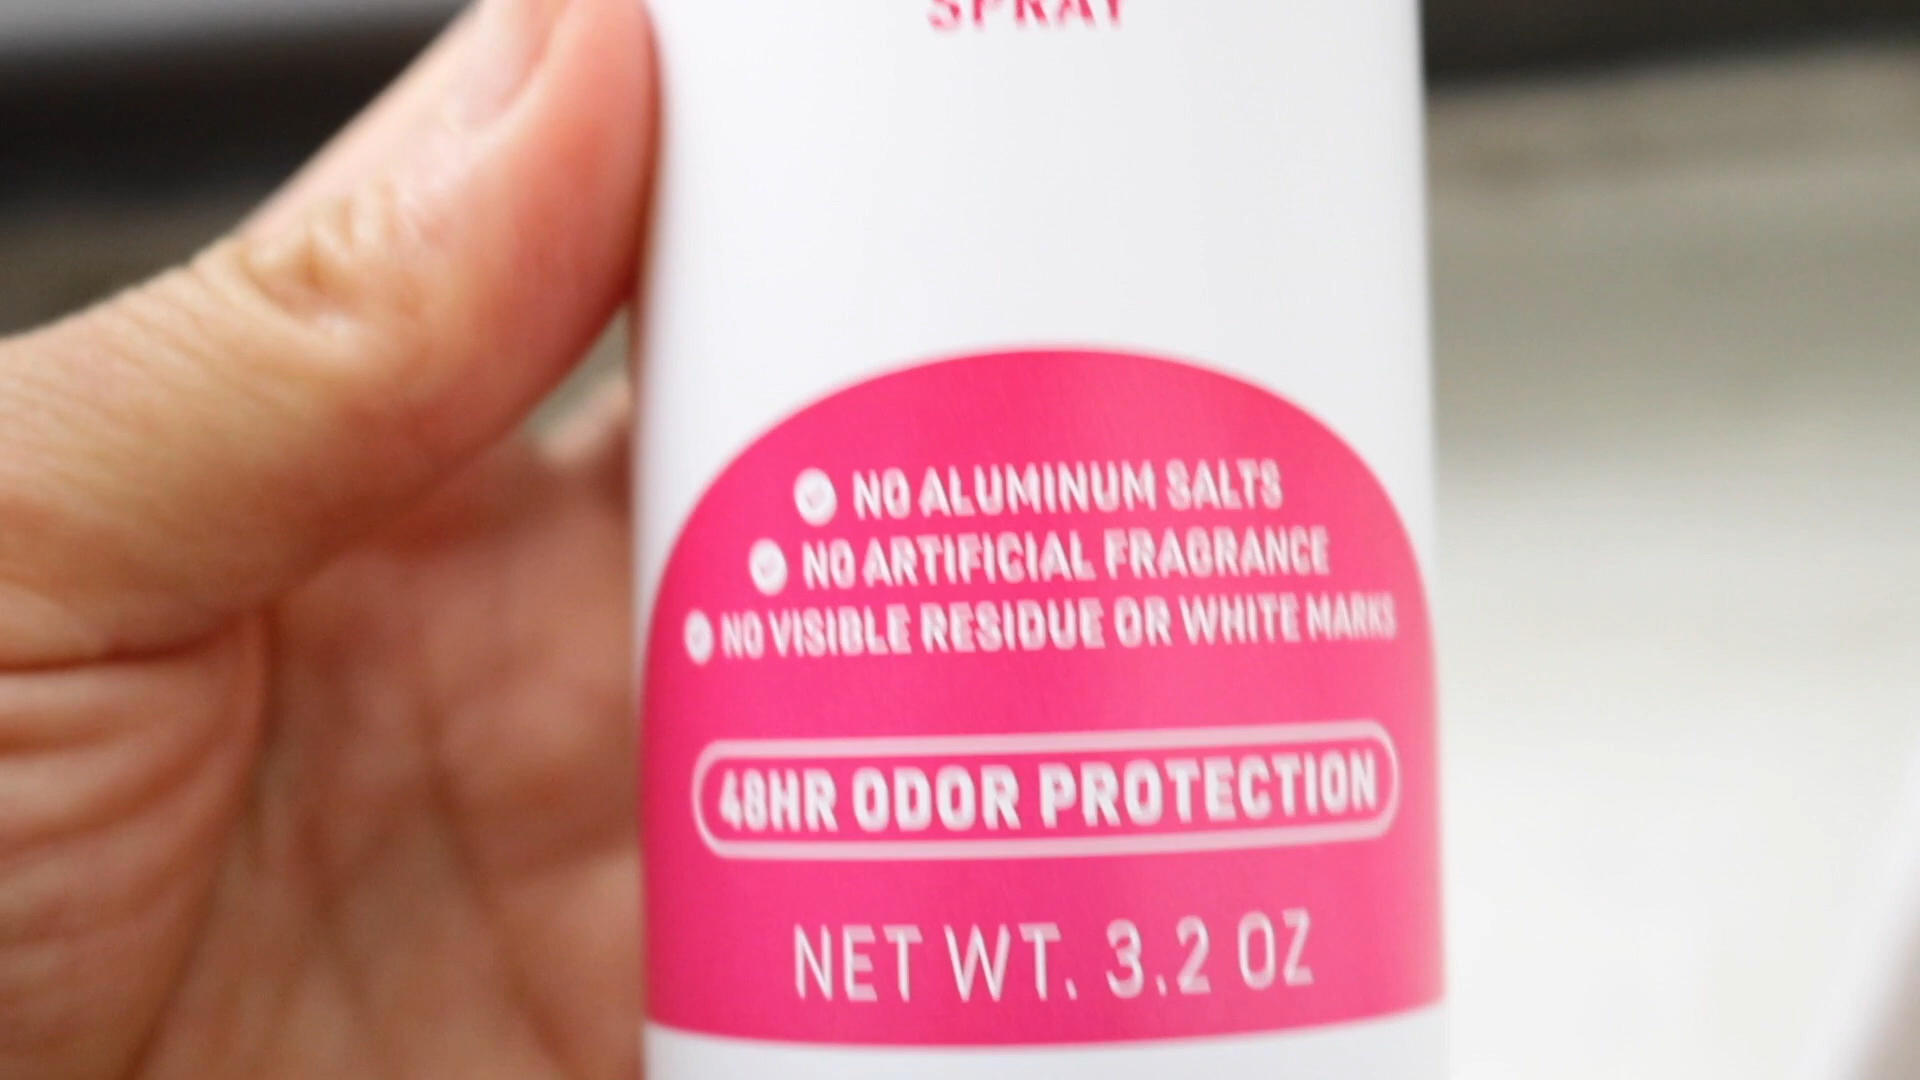 SPRAY
NO ALUMINUM SALTS
NO ARTIFICIAL FRAGRANCE
NO VISIBLE RESIDUE OR WHITE MARKS
48HR ODOR PROTECTION
NET WT. 3.2 OZ